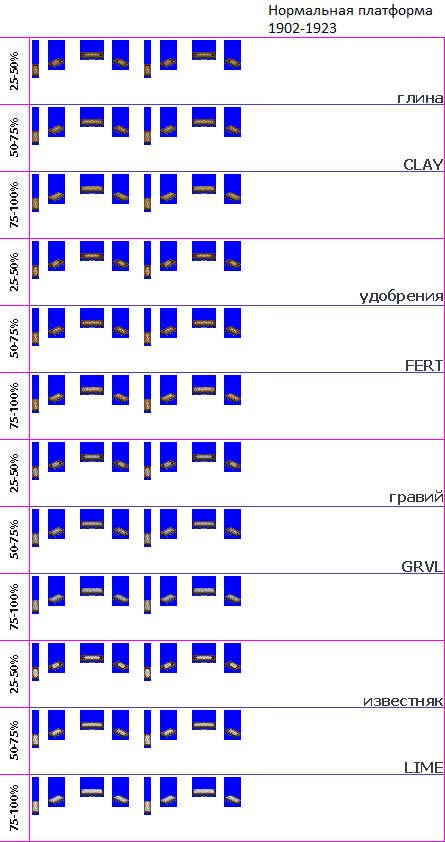 Нормальная платформа
1902-1923
25-50%
глина
50-75%
CLAY
75-100%
25-50%
удобрения
50-75%
FERT
75-100%
25-50%
гравий
50-75%
GRVL
75-100%
25-50%
известняк
50-75%
LIME
75-100%